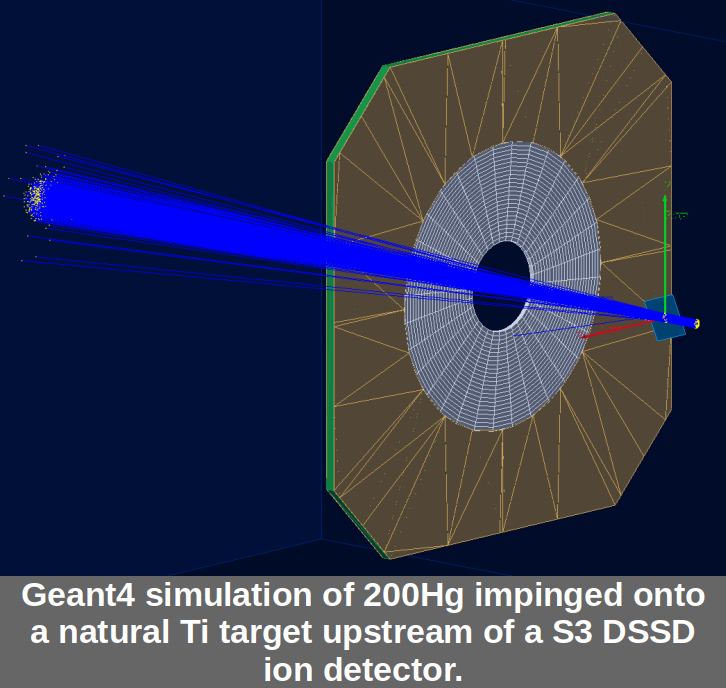 Geant4 simulation of 200Hg impinged onto
a natural Ti target upstream of a S3 DSSD
ion detector.